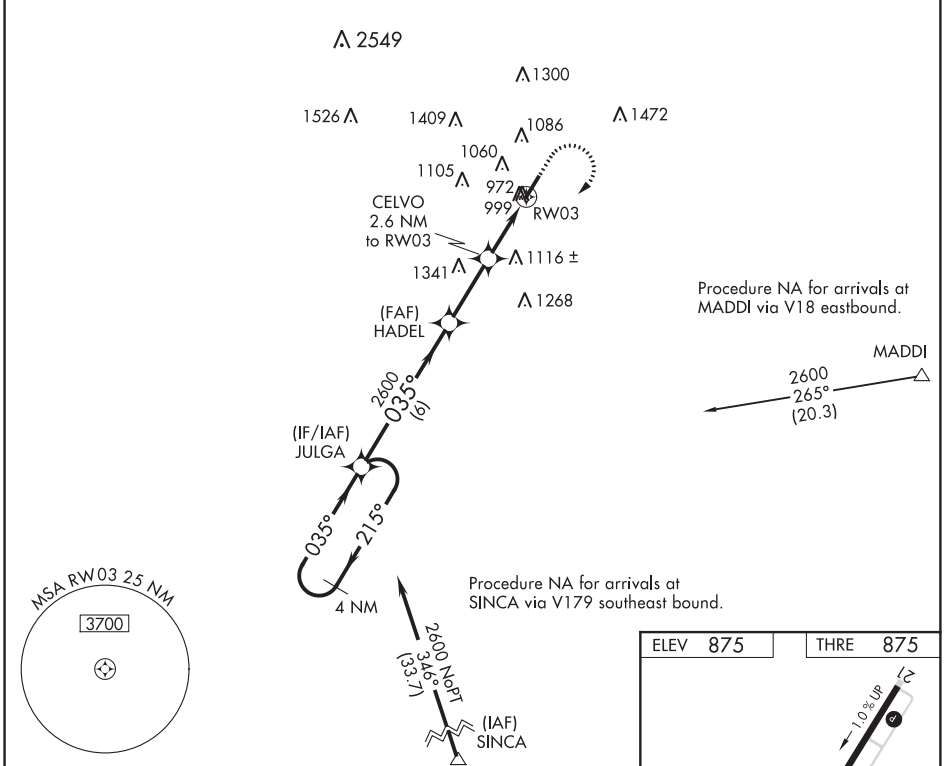 2549
1300
1526
1409
1086
1472
1060
1105
972
999
RW03
CELVO
2.6 NM
to RW03
1341
1116 ±
1268
(FAF)
HADEL
Procedure NA for arrivals at
MADDI via V18 eastbound.
MADDI
2600
265°
(20.3)
2600
035°
(6)
(IF/IAF)
JULGA
035°
215°
4 NM
MSA RW03 25 NM
3700
Procedure NA for arrivals at
SINCA via V179 southeast bound.
2600 NoPT
346°
(33.7)
(IAF)
SINCA
ELEV 875
THRE 875
21
1.0% UP
P